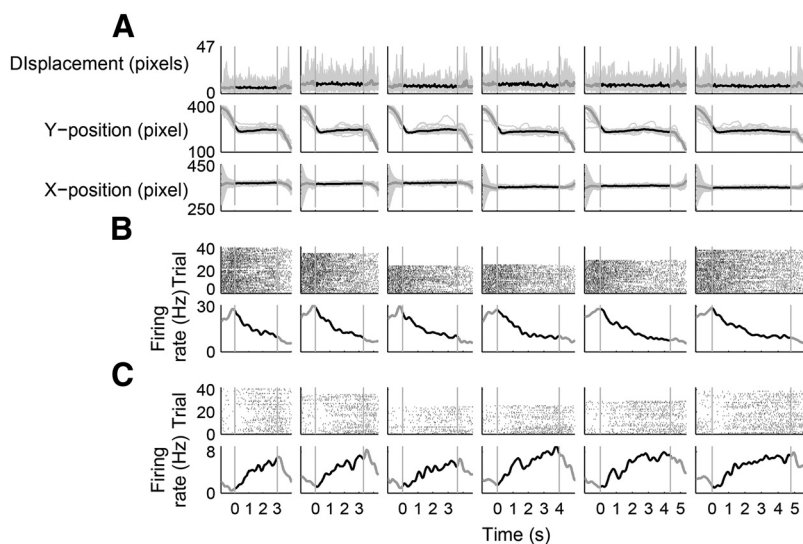 A
DIsplacement (pixels)
47
0
Y−position (pixel)
400
100
X−position (pixel)
450
250
B
Trial
40
20
0
Firing rate (Hz)
30
0
C
Trial
40
20
0
Firing rate (Hz)
8
0
0 1 2 3 0 1 2 3 0 1 2 3 0 1 2 3 4 0 1 2 3 4 5 0 1 2 3 4 5
Time (s)